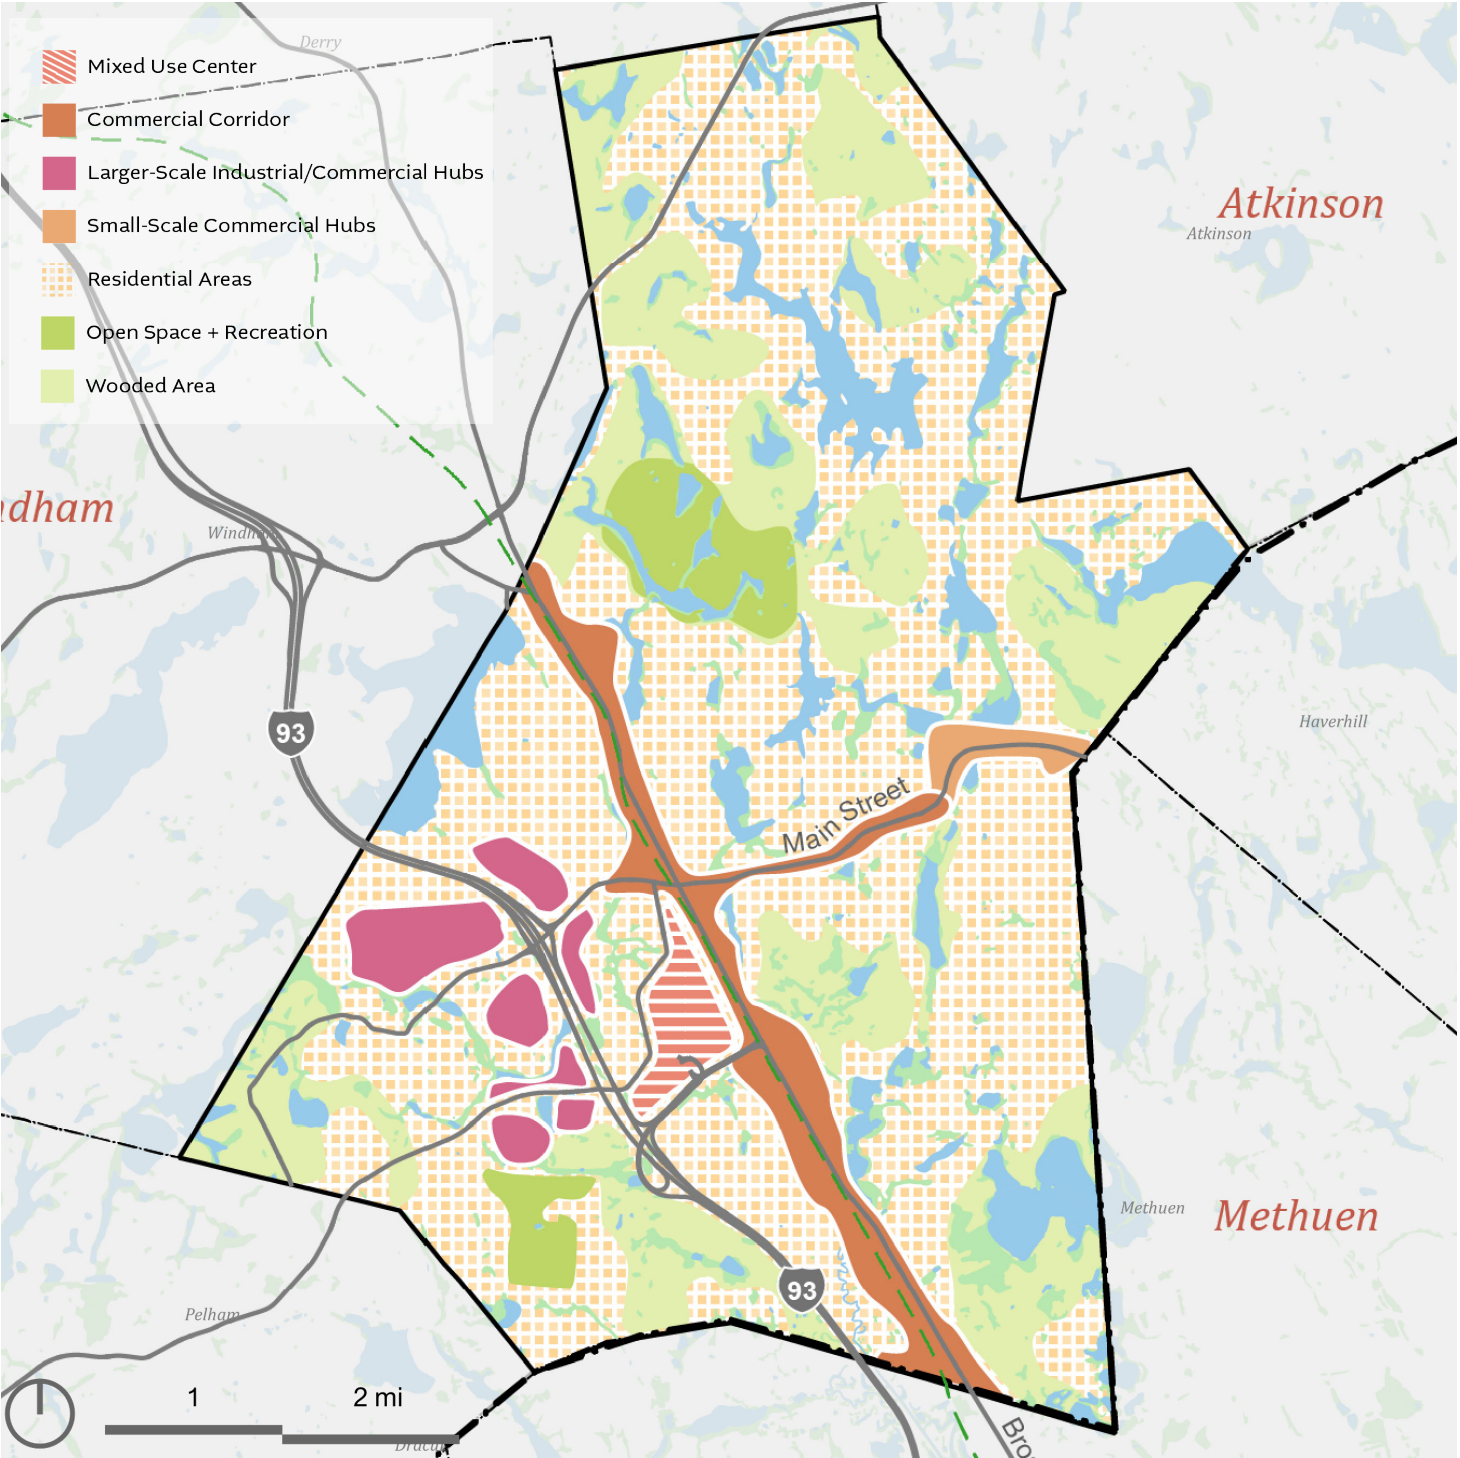 Derry
Mixed Use Center
Commercial Corridor
Larger-Scale Industrial/Commercial Hubs
Small-Scale Commercial Hubs
Residential Areas
Open Space + Recreation
Wooded Area
Atkinson
Atkinson
dham
Windham
93
Haverhill
Main Street
Methuen
Methuen
93
Pelham
1 2 mi
Dracut
Bro